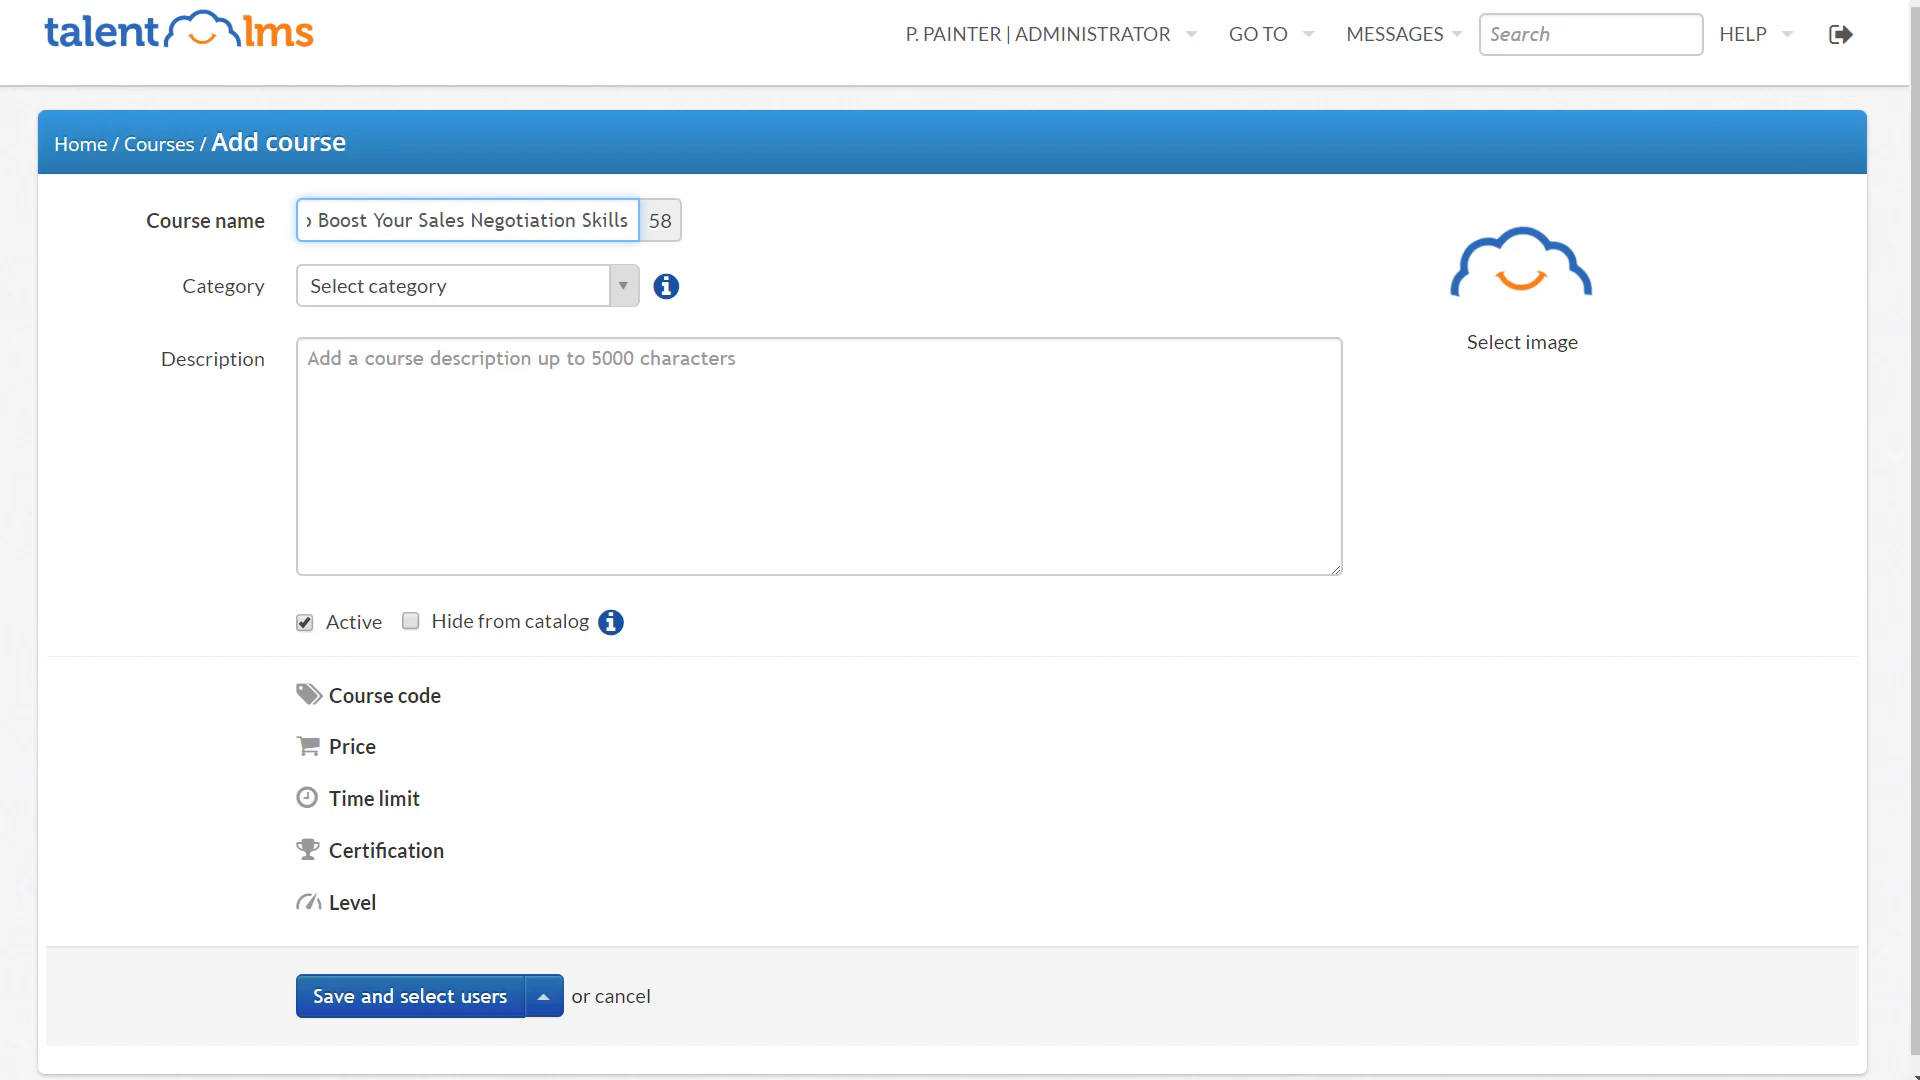 talent lms
P. PAINTER | ADMINISTRATOR GO TO MESSAGES Search HELP
Home / Courses / Add course
Course name Boost Your Sales Negotiation Skills 58
Category Select category
Description Add a course description up to 5000 characters
Select image
Active Hide from catalog
Course code
Price
Time limit
Certification
Level
Save and select users or cancel